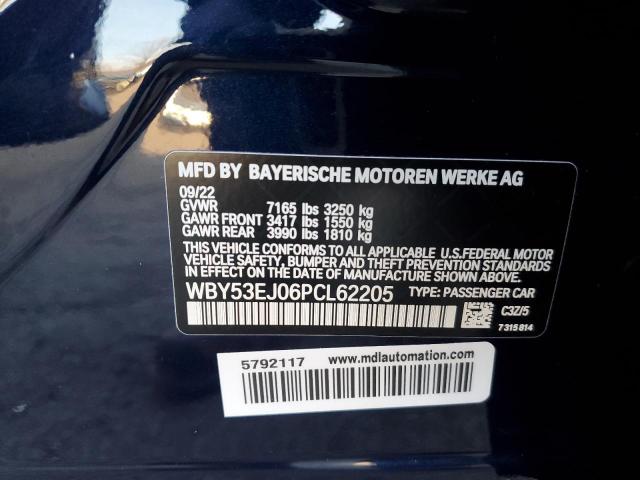 MFD BY BAYERISCHE MOTOREN WERKE AG
09/22
GVWR 7165 lbs 3250 kg
GAWR FRONT 3417 lbs 1550 kg
GAWR REAR 3990 lbs 1810 kg
THIS VEHICLE CONFORMS TO ALL APPLICABLE U.S.FEDERAL MOTOR
VEHICLE SAFETY, BUMPER AND THEFT PREVENTION STANDARDS
IN EFFECT ON THE DATE OF MANUFACTURE SHOWN ABOVE.
WBY53EJ06PCL62205 TYPE: PASSENGER CAR
C3Z/5
7315814
5792117 www.mdlautomation.com